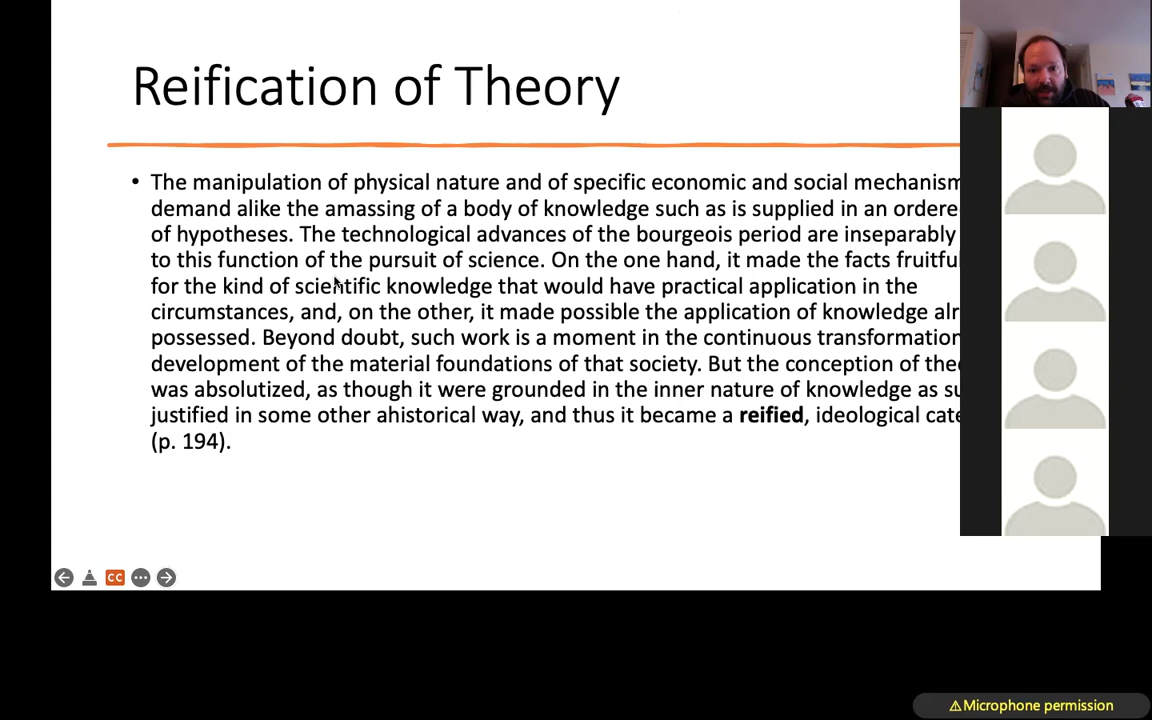 Reification of Theory
• The manipulation of physical nature and of specific economic and social mechanism
demand alike the amassing of a body of knowledge such as is supplied in an ordere
of hypotheses. The technological advances of the bourgeois period are inseparably
to this function of the pursuit of science. On the one hand, it made the facts fruitful
for the kind of scientific knowledge that would have practical application in the
circumstances, and, on the other, it made possible the application of knowledge alr
possessed. Beyond doubt, such work is a moment in the continuous transformation
development of the material foundations of that society. But the conception of the
was absolutized, as though it were grounded in the inner nature of knowledge as su
justified in some other ahistorical way, and thus it became a reified, ideological cate
(p. 194).
CC
⚠Microphone permission